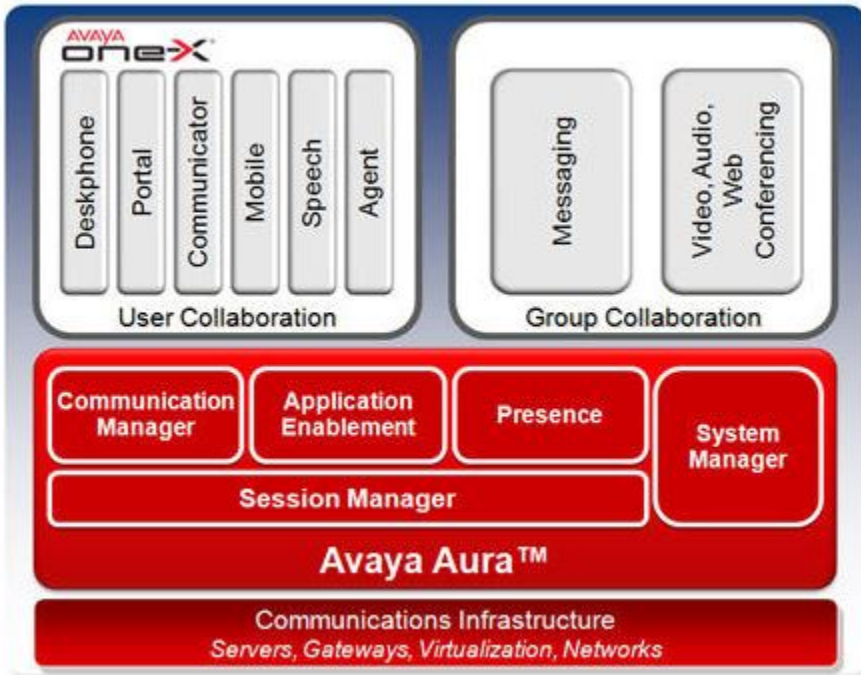 AVAYA
one-X®
Deskphone
Portal
Communicator
Mobile
Speech
Agent
User Collaboration
Messaging
Video, Audio,
Web
Conferencing
Group Collaboration
Communication
Manager
Application
Enablement
Presence
System
Manager
Session Manager
Avaya Aura™
Communications Infrastructure
Servers, Gateways, Virtualization, Networks